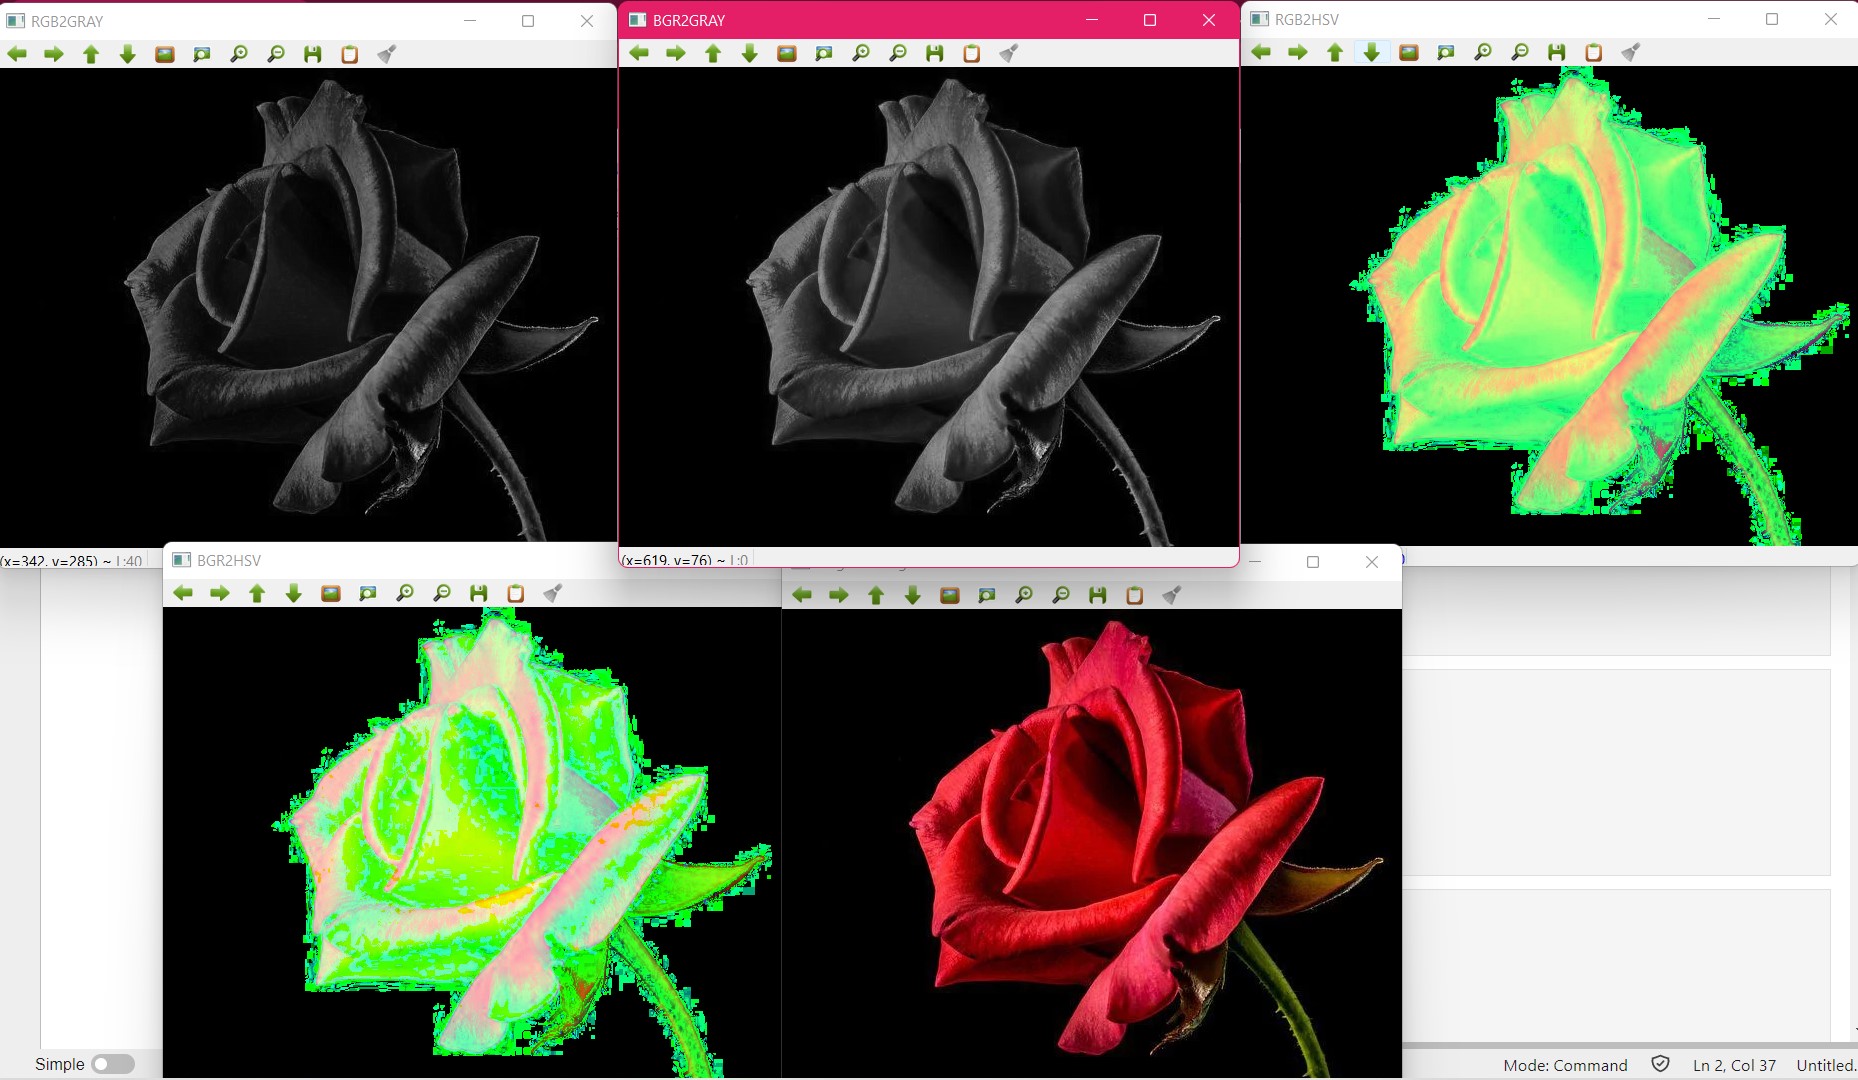 RGB2GRAY
BGR2GRAY
RGB2HSV
(x=342, y=285) ~ L:40
(x=619, y=76) ~ L:0
BGR2HSV
Simple
Mode: Command
Ln 2, Col 37
Untitled.